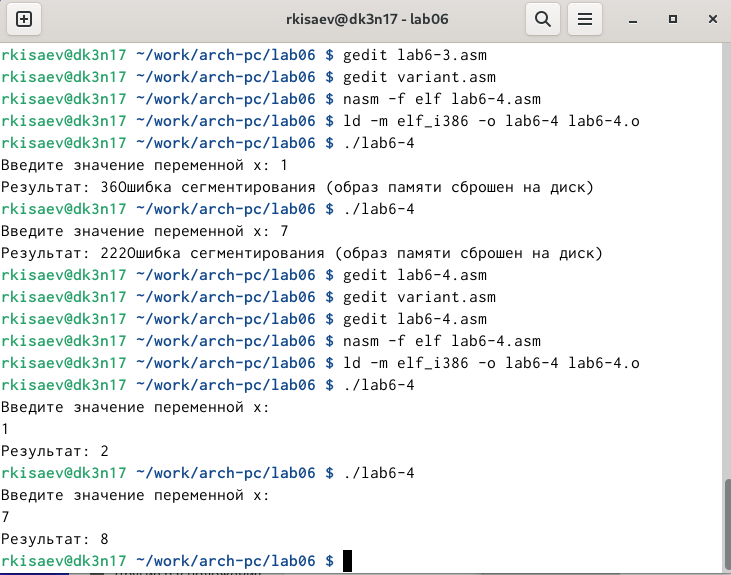 rkisaev@dk3n17 - lab06
rkisaev@dk3n17 ~/work/arch-pc/lab06 $ gedit lab6-3.asm
rkisaev@dk3n17 ~/work/arch-pc/lab06 $ gedit variant.asm
rkisaev@dk3n17 ~/work/arch-pc/lab06 $ nasm -f elf lab6-4.asm
rkisaev@dk3n17 ~/work/arch-pc/lab06 $ ld -m elf_i386 -o lab6-4 lab6-4.o
rkisaev@dk3n17 ~/work/arch-pc/lab06 $ ./lab6-4
Введите значение переменной x: 1
Результат: 36Ошибка сегментирования (образ памяти сброшен на диск)
rkisaev@dk3n17 ~/work/arch-pc/lab06 $ ./lab6-4
Введите значение переменной x: 7
Результат: 222Ошибка сегментирования (образ памяти сброшен на диск)
rkisaev@dk3n17 ~/work/arch-pc/lab06 $ gedit lab6-4.asm
rkisaev@dk3n17 ~/work/arch-pc/lab06 $ gedit variant.asm
rkisaev@dk3n17 ~/work/arch-pc/lab06 $ gedit lab6-4.asm
rkisaev@dk3n17 ~/work/arch-pc/lab06 $ nasm -f elf lab6-4.asm
rkisaev@dk3n17 ~/work/arch-pc/lab06 $ ld -m elf_i386 -o lab6-4 lab6-4.o
rkisaev@dk3n17 ~/work/arch-pc/lab06 $ ./lab6-4
Введите значение переменной x:
1
Результат: 2
rkisaev@dk3n17 ~/work/arch-pc/lab06 $ ./lab6-4
Введите значение переменной x:
7
Результат: 8
rkisaev@dk3n17 ~/work/arch-pc/lab06 $